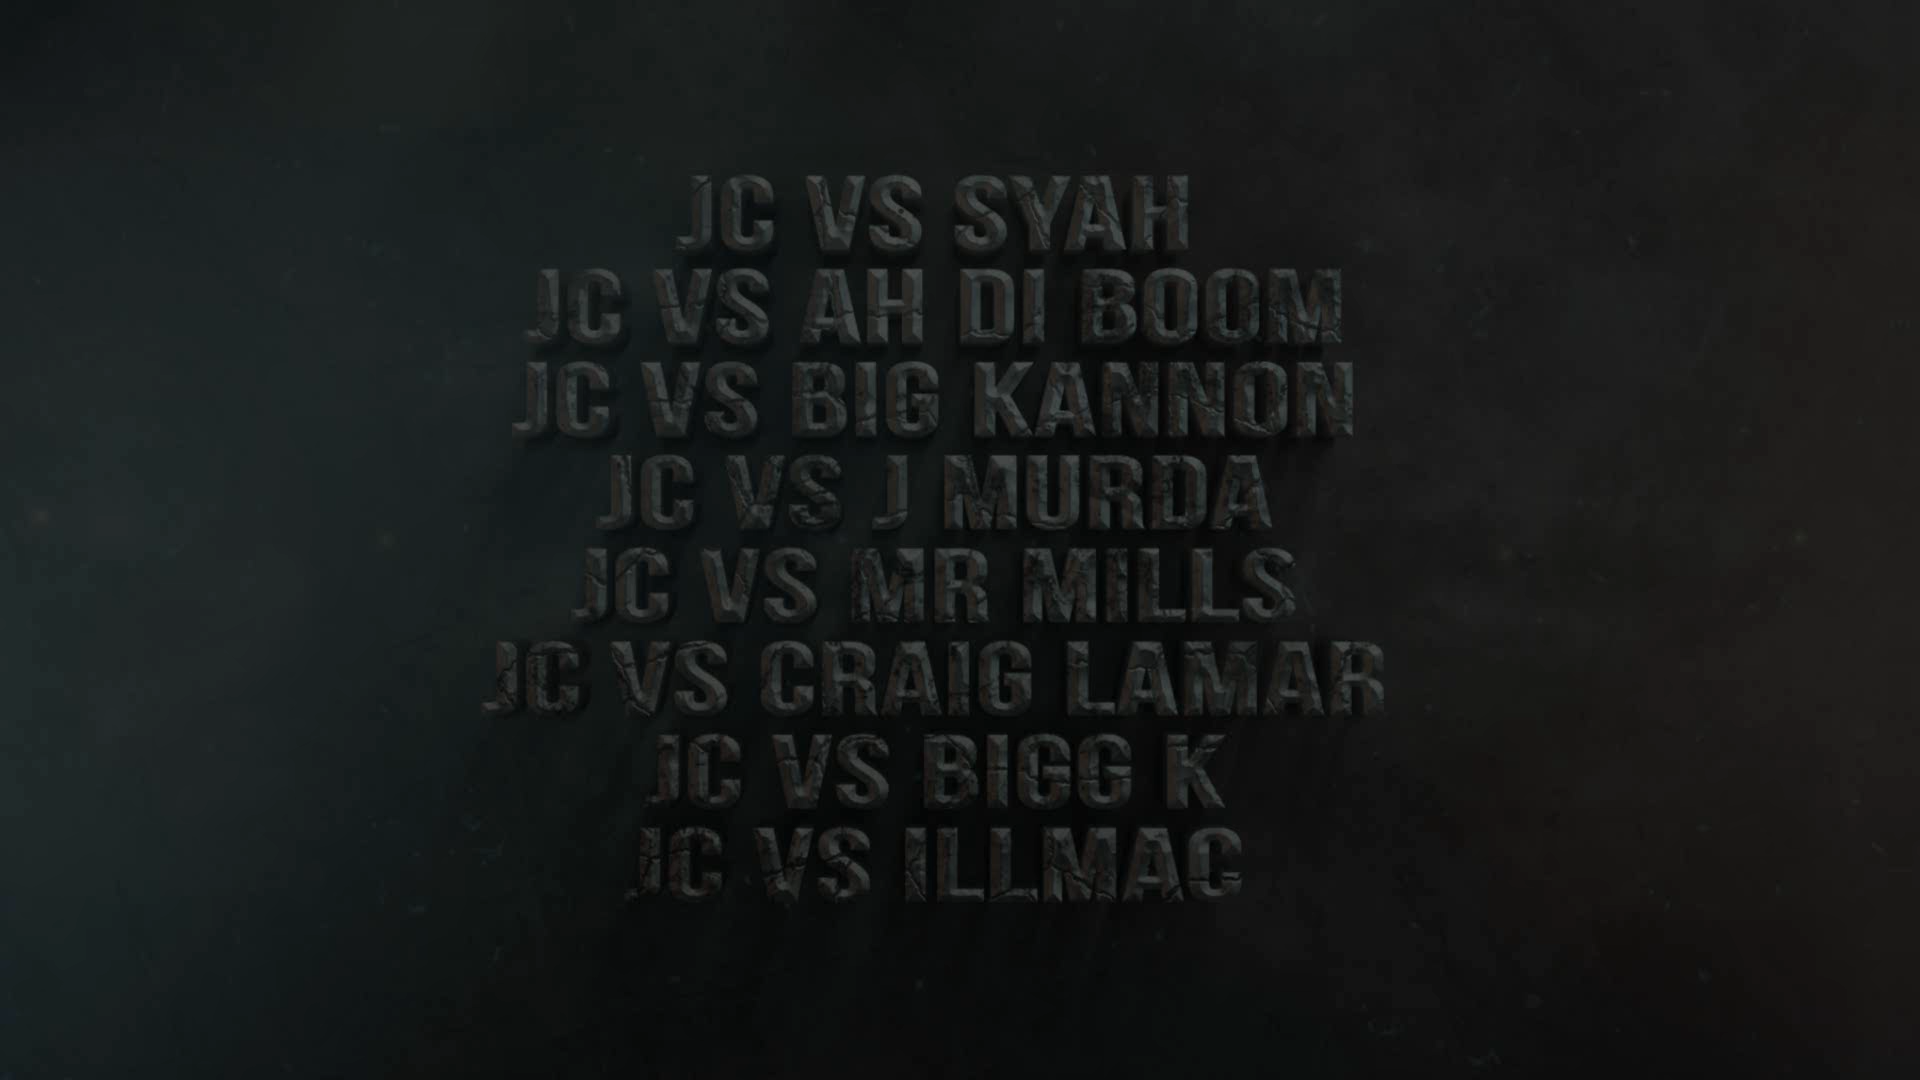 JC VS SYAH
JC VS AH DI BOOM
JC VS BIG KANNON
JC VS J MURDA
JC VS MR MILLS
JC VS CRAIG LAMAR
JC VS BIGG K
JC VS ILLMAC